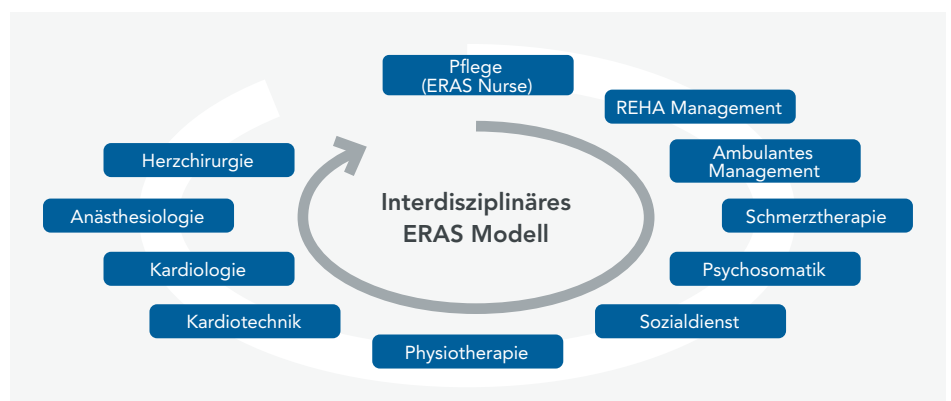 Pflege
(ERAS Nurse)
REHA Management
Ambulantes
Management
Schmerztherapie
Psychosomatik
Sozialdienst
Physiotherapie
Kardiotechnik
Kardiologie
Anästhesiologie
Herzchirurgie
Interdisziplinäres
ERAS Modell